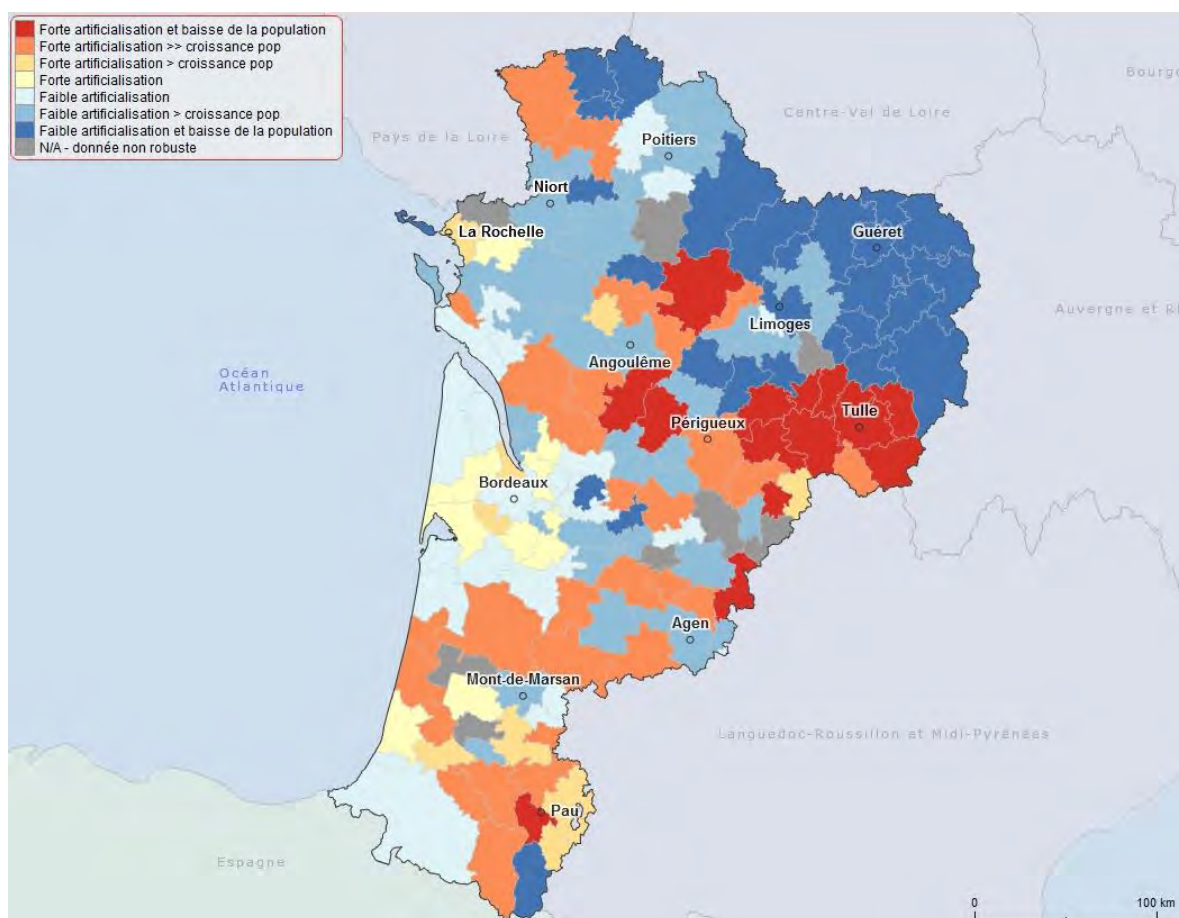 Forte artificialisation et baisse de la population
Forte artificialisation >> croissance pop
Forte artificialisation > croissance pop
Forte artificialisation
Faible artificialisation
Faible artificialisation > croissance pop
Faible artificialisation et baisse de la population
N/A - donnée non robuste
Bourg
Centre-Val de Loire
Pays de la Loire
Poitiers
Niort
La Rochelle
Guéret
Auvergne et R
Limoges
Angoulême
Océan
Atlantique
Tulle
Périgueux
Bordeaux
Agen
Mont-de-Marsan
Languedoc-Roussillon et Midi-Pyrénées
Pau
Espagne
0 100 km